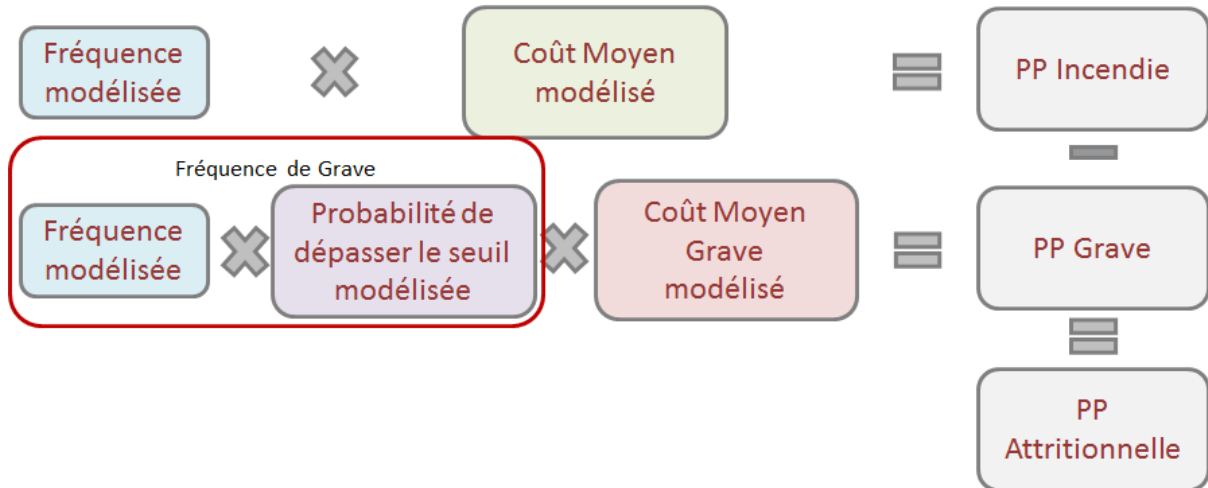 Fréquence
modélisée
Coût Moyen
modélisé
PP Incendie
Fréquence de Grave
Fréquence
modélisée
Probabilité de
dépasser le seuil
modélisée
Coût Moyen
Grave
modélisé
PP Grave
PP
Attritionnelle